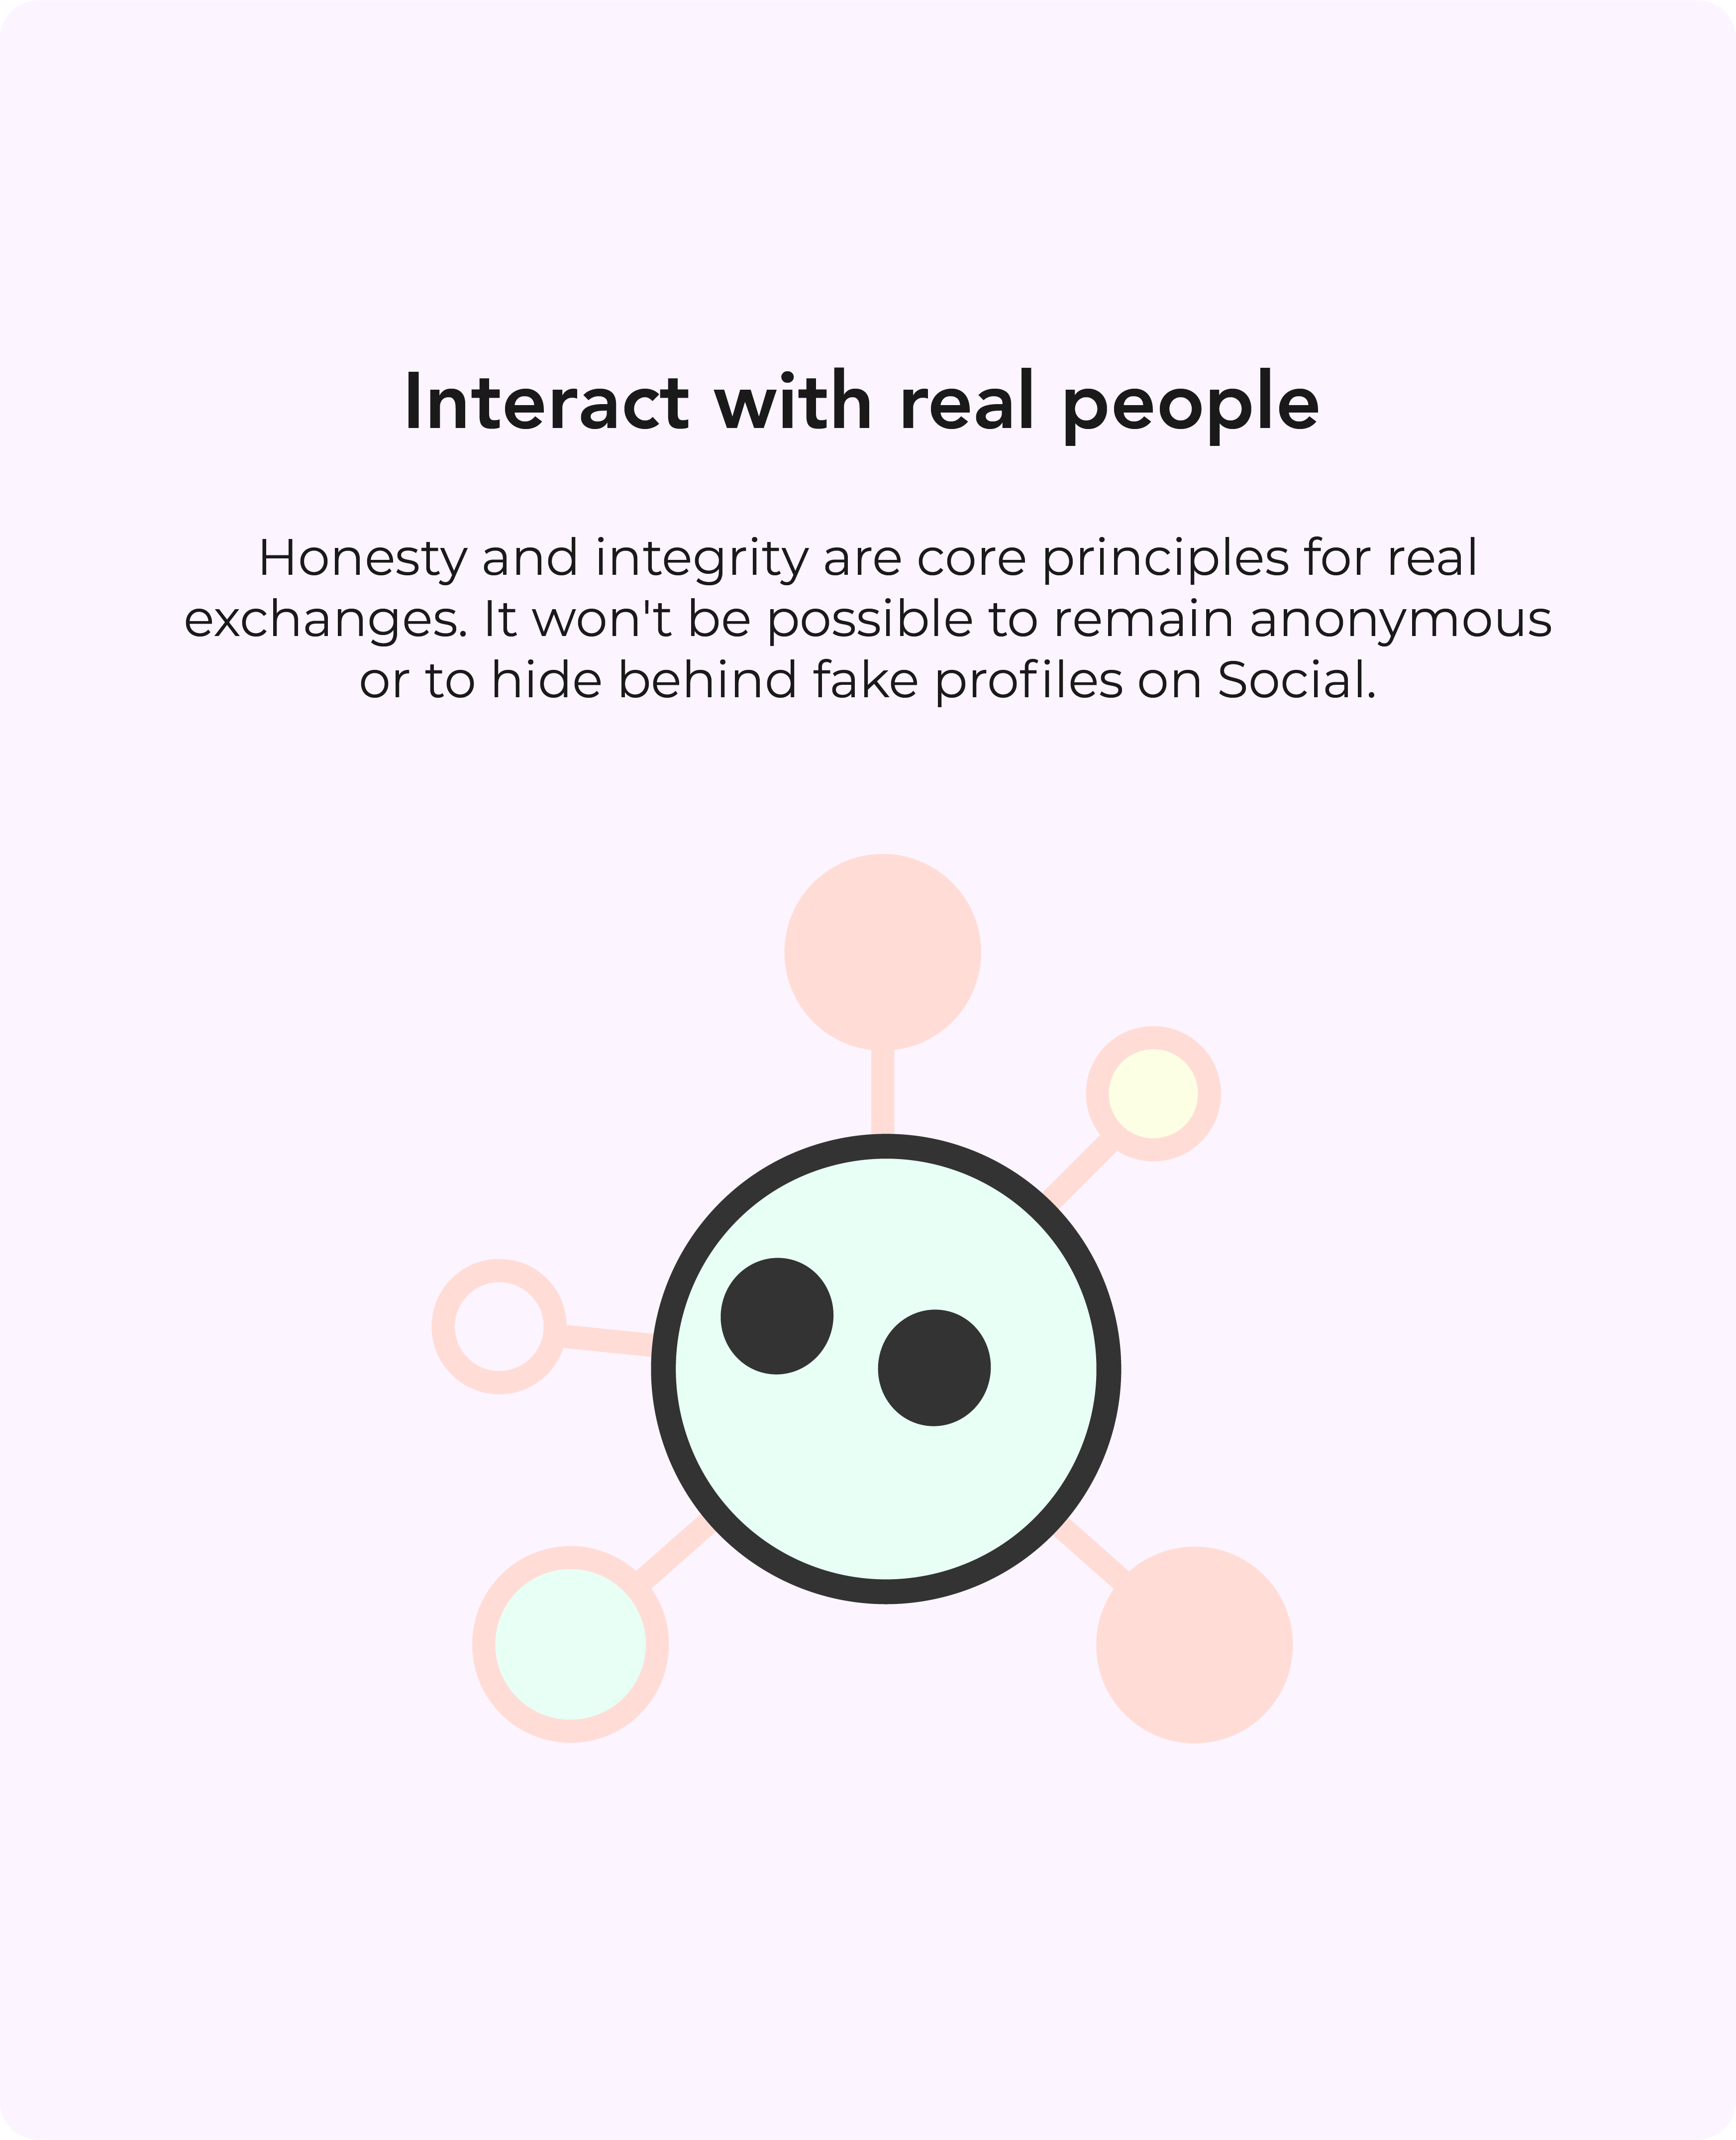 Interact with real people
Honesty and integrity are core principles for real
exchanges. It won't be possible to remain anonymous
or to hide behind fake profiles on Social.